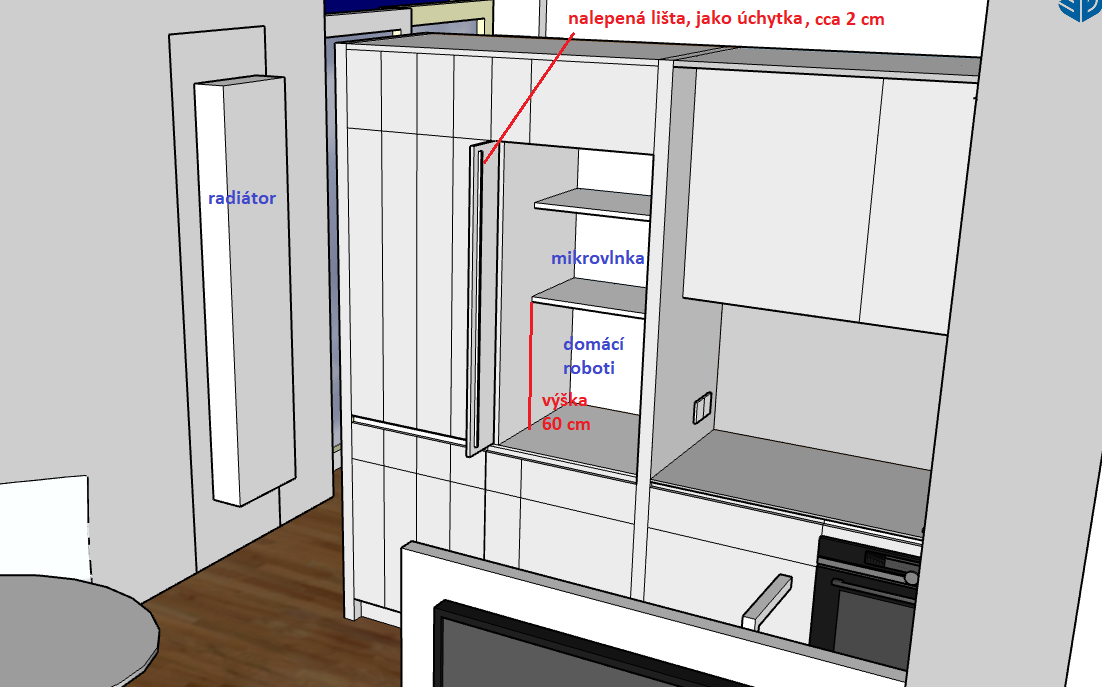 nalepená lišta, jako úchytka, cca 2 cm
radiátor
mikrovlnka
domácí
roboti
výška
60 cm